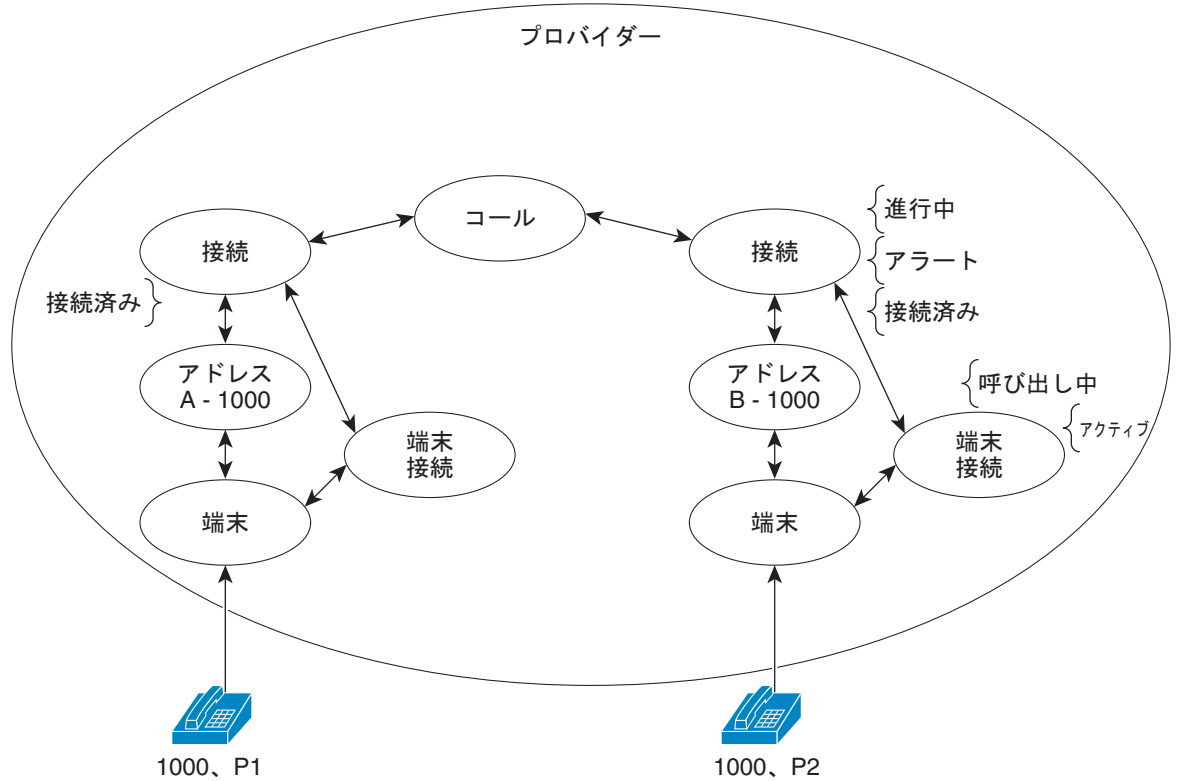 プロバイダー
コール
進行中
接続
接続
アラート
接続済み
接続済み
アドレス
A - 1000
アドレス
B - 1000
呼び出し中
アクティブ
端末
接続
端末
接続
端末
端末
1000、P1
1000、P2